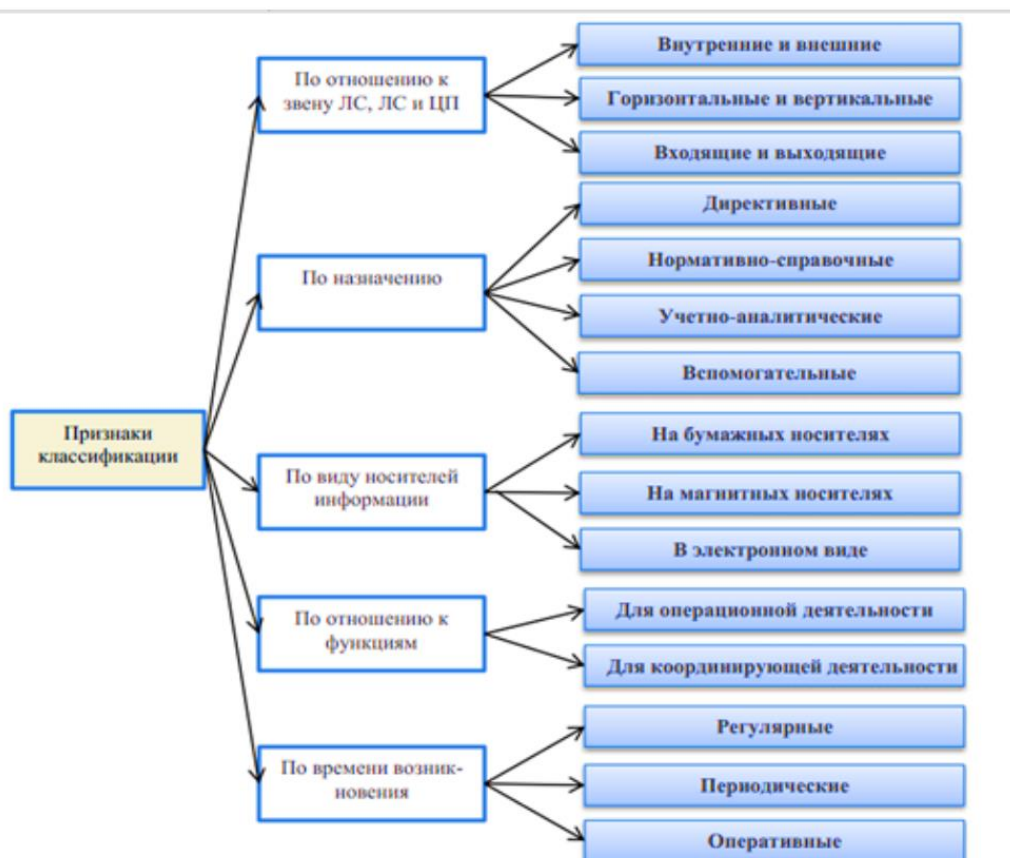 Признаки
классификации
По отношению к
звену ЛС, ЛС и ЦП
Внутренние и внешние
Горизонтальные и вертикальные
Входящие и выходящие
По назначению
Директивные
Нормативно-справочные
Учетно-аналитические
Вспомогательные
По виду носителей
информации
На бумажных носителях
На магнитных носителях
В электронном виде
По отношению к
функциям
Для операционной деятельности
Для координирующей деятельности
По времени возник-
новения
Регулярные
Периодические
Оперативные